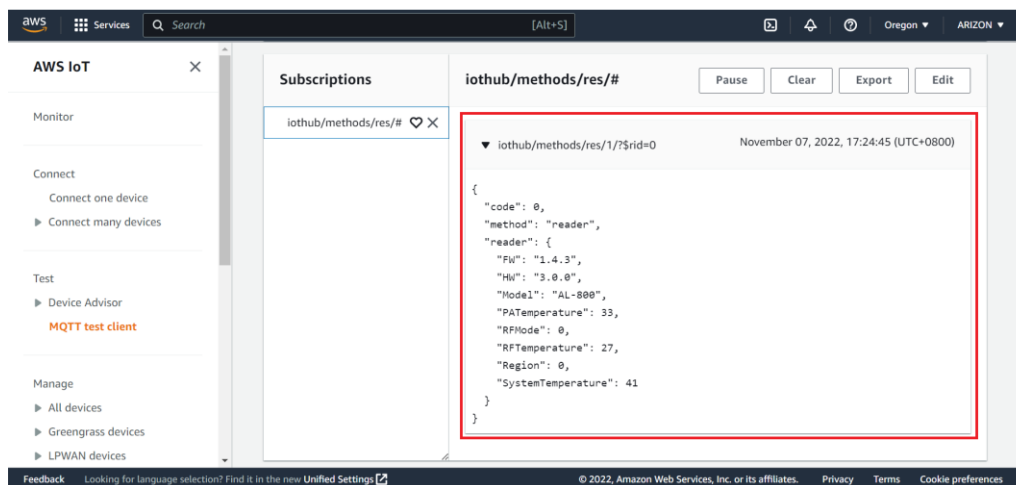 aws Services Search [Alt+S] Oregon ▼ ARIZON ▼
AWS IoT
Monitor
Connect
Connect one device
Connect many devices
Test
Device Advisor
MQTT test client
Manage
All devices
Greengrass devices
LPWAN devices
Subscriptions
iothub/methods/res/#
iothub/methods/res/#
Pause Clear Export Edit
▼ iothub/methods/res/1/?$rid=0 November 07, 2022, 17:24:45 (UTC+0800)
{
"code": 0,
"method": "reader",
"reader": {
"FW": "1.4.3",
"HW": "3.0.0",
"Model": "AL-800",
"PATemperature": 33,
"RFMode": 0,
"RFTemperature": 27,
"Region": 0,
"SystemTemperature": 41
}
}
Feedback Looking for language selection? Find it in the new Unified Settings © 2022, Amazon Web Services, Inc. or its affiliates. Privacy Terms Cookie preferences